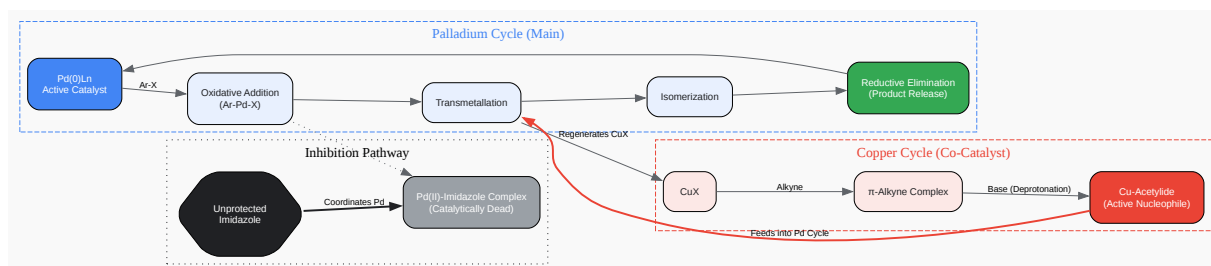 Palladium Cycle (Main)
Pd(0)Ln
Active Catalyst
Ar-X
Oxidative Addition
(Ar-Pd-X)
Transmetallation
Isomerization
Reductive Elimination
(Product Release)
Regenerates CuX
Inhibition Pathway
Unprotected
Imidazole
Coordinates Pd
Pd(II)-Imidazole Complex
(Catalytically Dead)
Copper Cycle (Co-Catalyst)
CuX
Alkyne
π-Alkyne Complex
Base (Deprotonation)
Cu-Acetylide
(Active Nucleophile)
Feeds into Pd Cycle